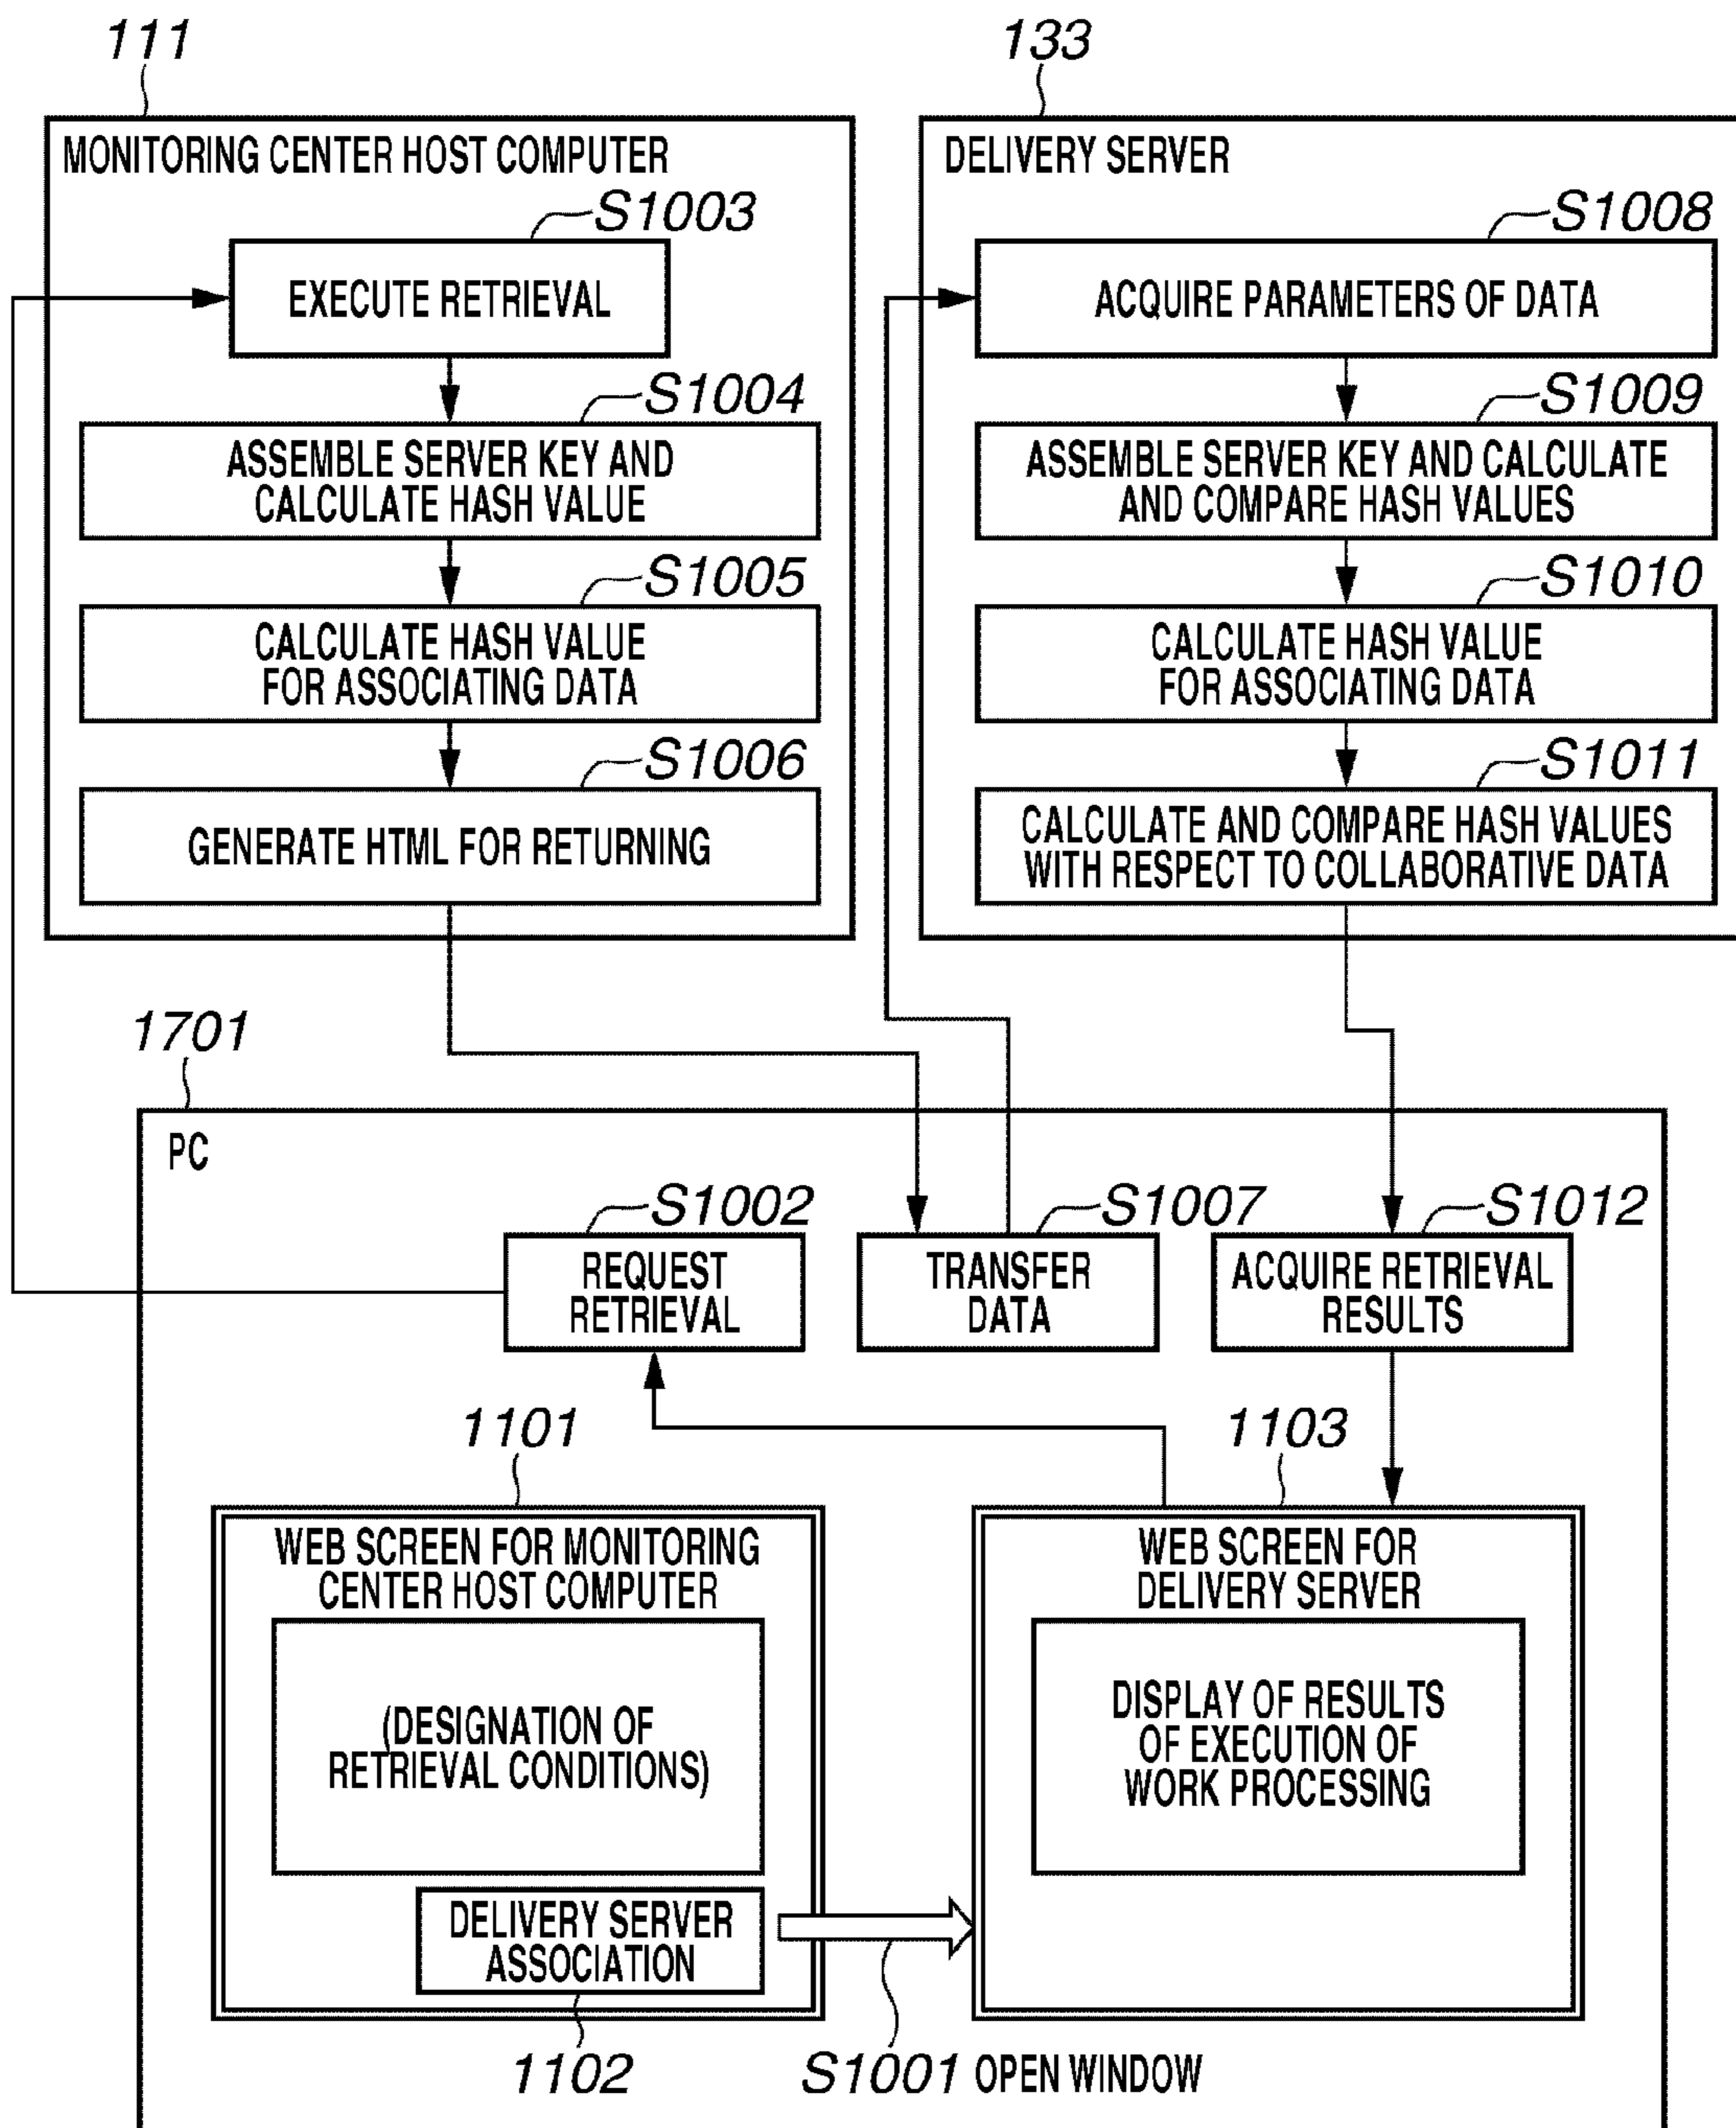 111
MONITORING CENTER HOST COMPUTER
S1003
EXECUTE RETRIEVAL
S1004
ASSEMBLE SERVER KEY AND
CALCULATE HASH VALUE
S1005
CALCULATE HASH VALUE
FOR ASSOCIATING DATA
S1006
GENERATE HTML FOR RETURNING
133
DELIVERY SERVER
S1008
ACQUIRE PARAMETERS OF DATA
S1009
ASSEMBLE SERVER KEY AND CALCULATE
AND COMPARE HASH VALUES
S1010
CALCULATE HASH VALUE
FOR ASSOCIATING DATA
S1011
CALCULATE AND COMPARE HASH VALUES
WITH RESPECT TO COLLABORATIVE DATA
1701
PC
S1002
REQUEST
RETRIEVAL
S1007
TRANSFER
DATA
S1012
ACQUIRE RETRIEVAL
RESULTS
1101
WEB SCREEN FOR MONITORING
CENTER HOST COMPUTER
(DESIGNATION OF
RETRIEVAL CONDITIONS)
DELIVERY SERVER
ASSOCIATION
1102
1103
WEB SCREEN FOR
DELIVERY SERVER
DISPLAY OF RESULTS
OF EXECUTION OF
WORK PROCESSING
S1001 OPEN WINDOW